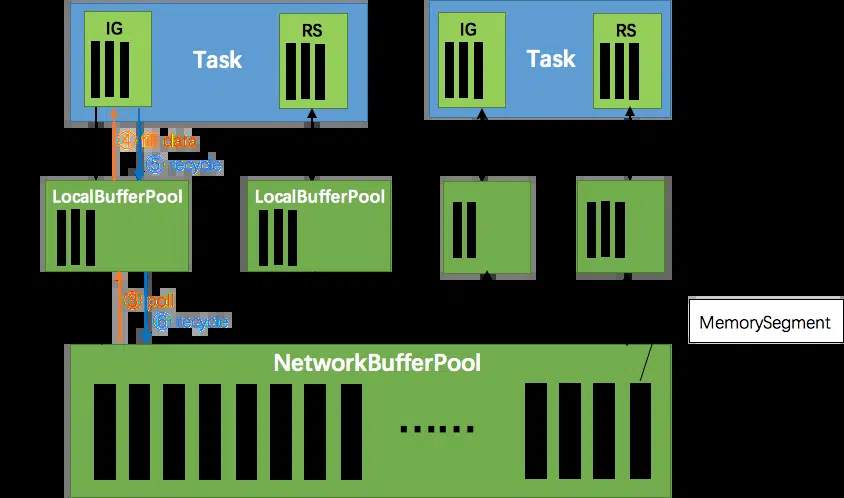 IG
RS
Task
IG
RS
Task
④ fill data
⑤ recycle
LocalBufferPool
LocalBufferPool
③ poll
⑥ recycle
MemorySegment
NetworkBufferPool
……